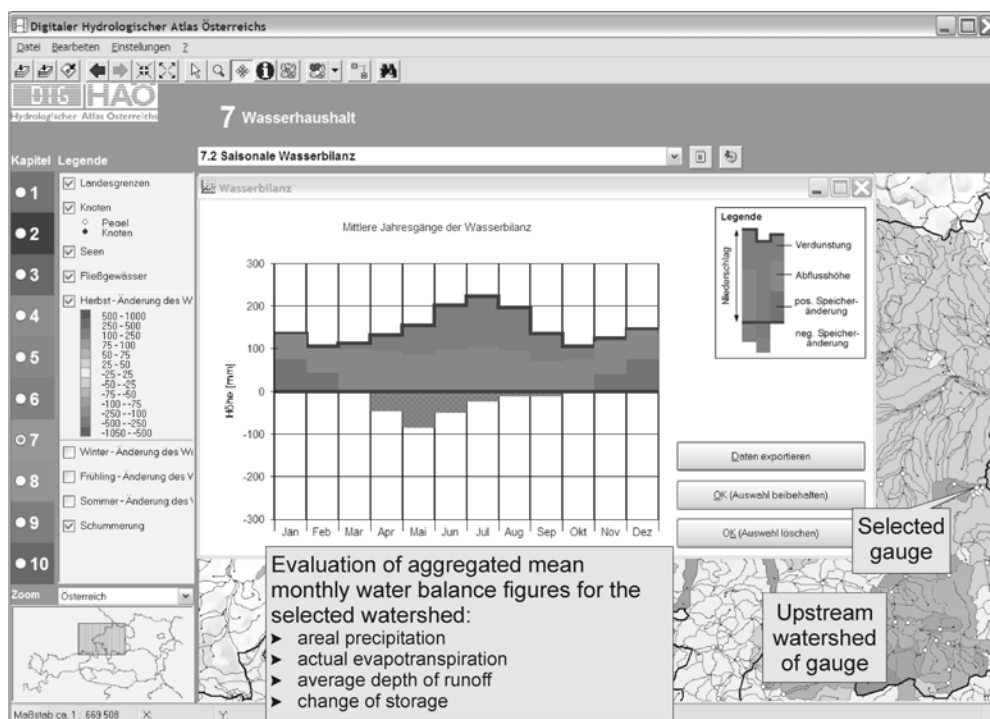 Digitaler Hydrologischer Atlas Österreichs
Datei Bearbeiten Einstellungen ?
DIG HAÖ
Hydrologischer Atlas Österreichs
7 Wasserhaushalt
Kapitel Legende
7.2 Saisonale Wasserbilanz
1
2
3
4
5
6
7
8
9
10
Landesgrenzen
Knoten
Pegel
Knoten
Seen
Fließgewässer
Herbst-Änderung des W
500 - 1000
250 - 500
100 - 250
75 - 100
50 - 75
25 - 50
-25 - 25
-50 --25
-75 --50
-100 --75
-250 --100
-500 --250
-1050 --500
Winter-Änderung des Wa
Frühling-Änderung des V
Sommer-Änderung des V
Schummerung
Zoom Österreich
Maßstab ca. 1 : 669 508 X: Y:
Wasserbilanz
Mittlere Jahresgänge der Wasserbilanz
Höhe [mm]
300
200
100
0
-100
-200
-300
Jan Feb Mar Apr Mai Jun Jul Aug Sep Okt Nov Dez
Legende
Niederschlag
Verdunstung
Abflusshöhe
pos. Speicher-
änderung
neg. Speicher-
änderung
Daten exportieren
OK (Auswahl beibehalten)
OK (Auswahl löschen)
Selected
gauge
Upstream
watershed
of gauge
Evaluation of aggregated mean
monthly water balance figures for the
selected watershed:
➤ areal precipitation
➤ actual evapotranspiration
➤ average depth of runoff
➤ change of storage